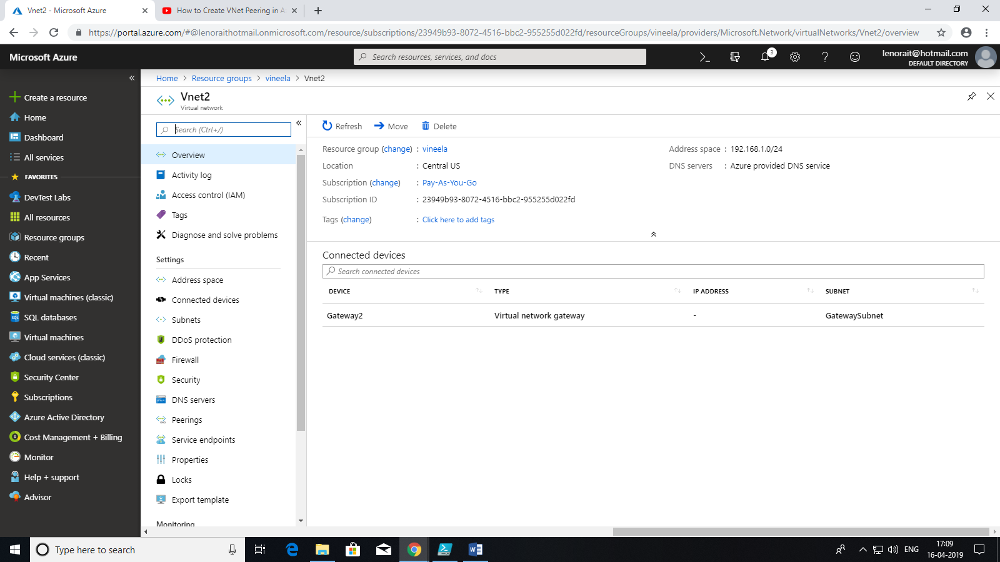 Vnet2 - Microsoft Azure
How to Create VNet Peering in A
https://portal.azure.com/#@lenoraithotmail.onmicrosoft.com/resource/subscriptions/23949b93-8072-4516-bbc2-955255d022fd/resourceGroups/vineela/providers/Microsoft.Network/virtualNetworks/Vnet2/overview
Microsoft Azure
Search resources, services, and docs
3
lenorait@hotmail.com
DEFAULT DIRECTORY
Create a resource
Home
Dashboard
All services
FAVORITES
DevTest Labs
All resources
Resource groups
Recent
App Services
Virtual machines (classic)
SQL databases
Virtual machines
Cloud services (classic)
Security Center
Subscriptions
Azure Active Directory
Cost Management + Billing
Monitor
Help + support
Advisor
Home > Resource groups > vineela > Vnet2
Vnet2
Virtual network
Search (Ctrl+/)
Overview
Activity log
Access control (IAM)
Tags
Diagnose and solve problems
Settings
Address space
Connected devices
Subnets
DDoS protection
Firewall
Security
DNS servers
Peerings
Service endpoints
Properties
Locks
Export template
Monitoring
Refresh Move Delete
Resource group (change) : vineela
Location : Central US
Subscription (change) : Pay-As-You-Go
Subscription ID : 23949b93-8072-4516-bbc2-955255d022fd
Tags (change) : Click here to add tags
Address space : 192.168.1.0/24
DNS servers : Azure provided DNS service
Connected devices
Search connected devices
DEVICE TYPE IP ADDRESS SUBNET
Gateway2 Virtual network gateway - GatewaySubnet
Type here to search
ENG
17:09
16-04-2019